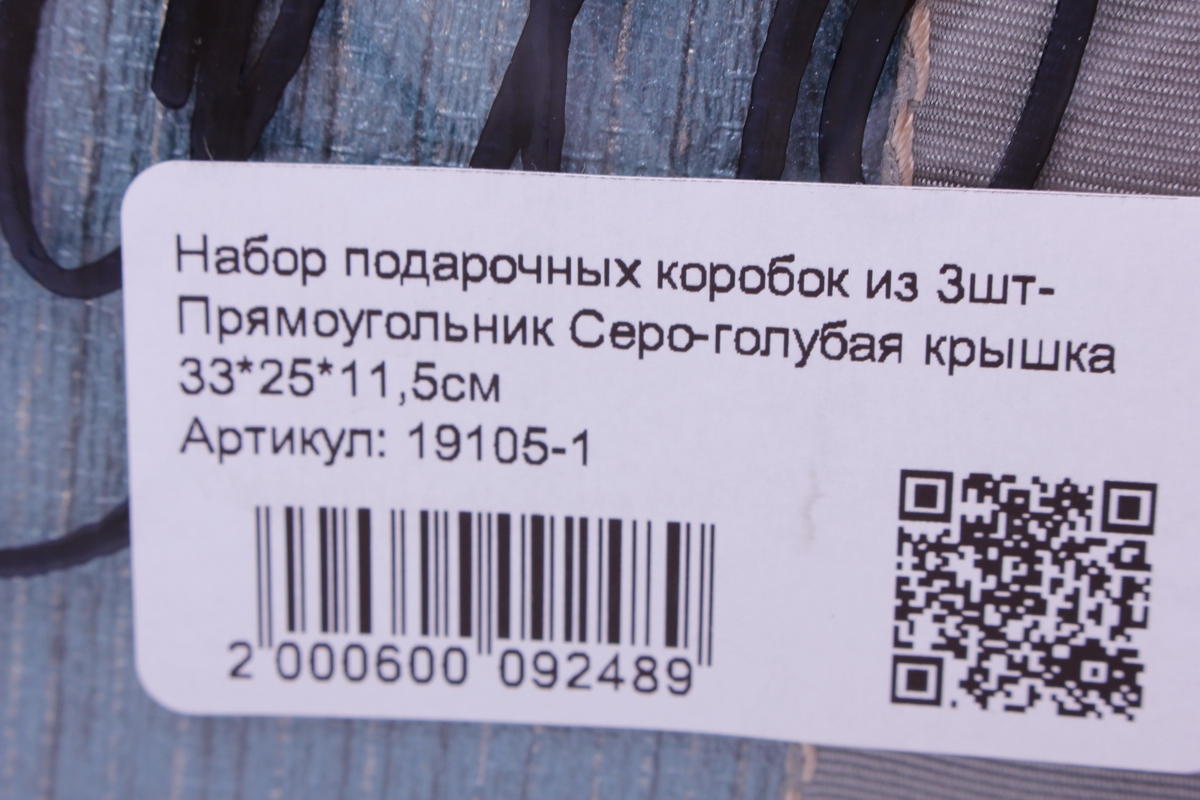 Набор подарочных коробок из 3шт-
Прямоугольник Серо-голубая крышка
33*25*11,5см
Артикул: 19105-1
2 000600 092489